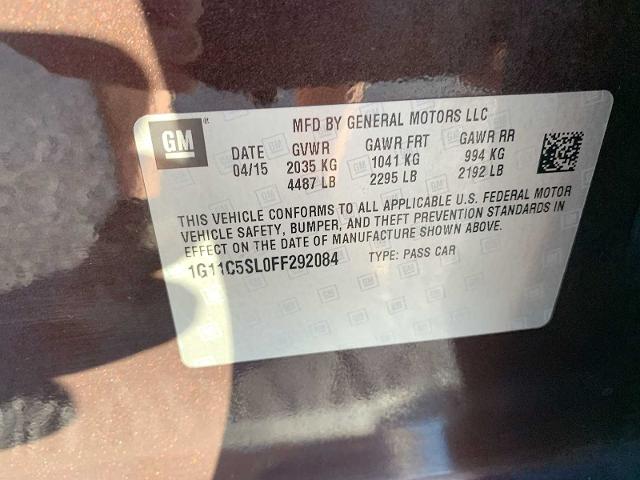 GM ®
MFD BY GENERAL MOTORS LLC
DATE GVWR GAWR FRT GAWR RR
04/15 2035 KG 1041 KG 994 KG
4487 LB 2295 LB 2192 LB
THIS VEHICLE CONFORMS TO ALL APPLICABLE U.S. FEDERAL MOTOR
VEHICLE SAFETY, BUMPER, AND THEFT PREVENTION STANDARDS IN
EFFECT ON THE DATE OF MANUFACTURE SHOWN ABOVE.
1G11C5SL0FF292084 TYPE: PASS CAR